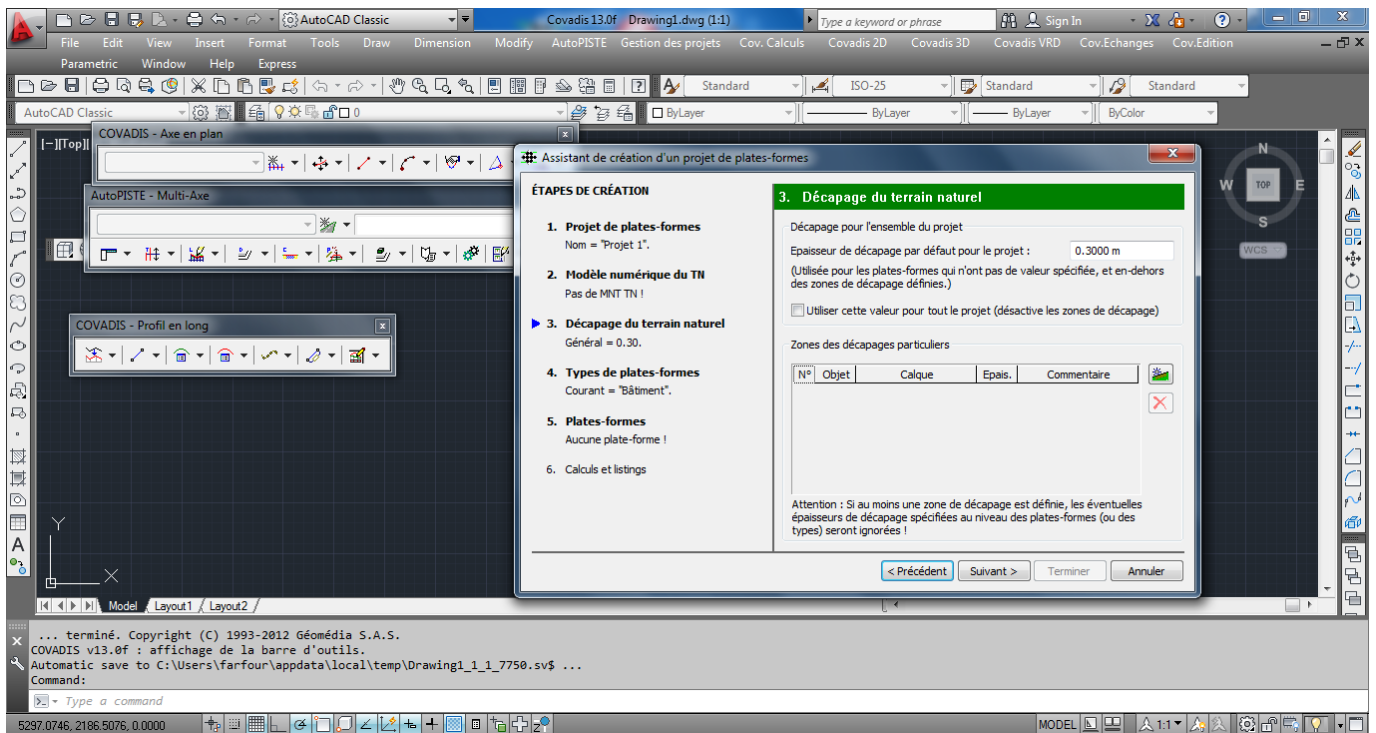 AutoCAD Classic
Covadis 13.0f Drawing1.dwg (1:1)
Type a keyword or phrase
Sign In
File Edit View Insert Format Tools Draw Dimension Modify AutoPISTE Gestion des projets Cov. Calculs Covadis 2D Covadis 3D Covadis VRD Cov.Echanges Cov.Edition
Parametric Window Help Express
Standard ISO-25 Standard Standard
AutoCAD Classic 0 ByLayer ByLayer ByLayer ByColor
[−][Top][
COVADIS - Axe en plan
AutoPISTE - Multi-Axe
COVADIS - Profil en long
Assistant de création d'un projet de plates-formes
ÉTAPES DE CRÉATION
1. Projet de plates-formes
Nom = "Projet 1".
2. Modèle numérique du TN
Pas de MNT TN !
3. Décapage du terrain naturel
Général = 0.30.
4. Types de plates-formes
Courant = "Bâtiment".
5. Plates-formes
Aucune plate-forme !
6. Calculs et listings
3. Décapage du terrain naturel
Décapage pour l'ensemble du projet
Epaisseur de décapage par défaut pour le projet : 0.3000 m
(Utilisée pour les plates-formes qui n'ont pas de valeur spécifiée, et en-dehors
des zones de décapage définies.)
Utiliser cette valeur pour tout le projet (désactive les zones de décapage)
Zones des décapages particuliers
N° Objet Calque Epais. Commentaire
Attention : Si au moins une zone de décapage est définie, les éventuelles
épaisseurs de décapage spécifiées au niveau des plates-formes (ou des
types) seront ignorées !
< Précédent Suivant > Terminer Annuler
N
W TOP E
S
WCS
Y
X
Model Layout1 Layout2
... terminé. Copyright (C) 1993-2012 Géomédia S.A.S.
COVADIS v13.0f : affichage de la barre d'outils.
Automatic save to C:\Users\farfour\appdata\local\temp\Drawing1_1_1_7750.sv$ ...
Command:
Type a command
5297.0746, 2186.5076, 0.0000
MODEL 1:1